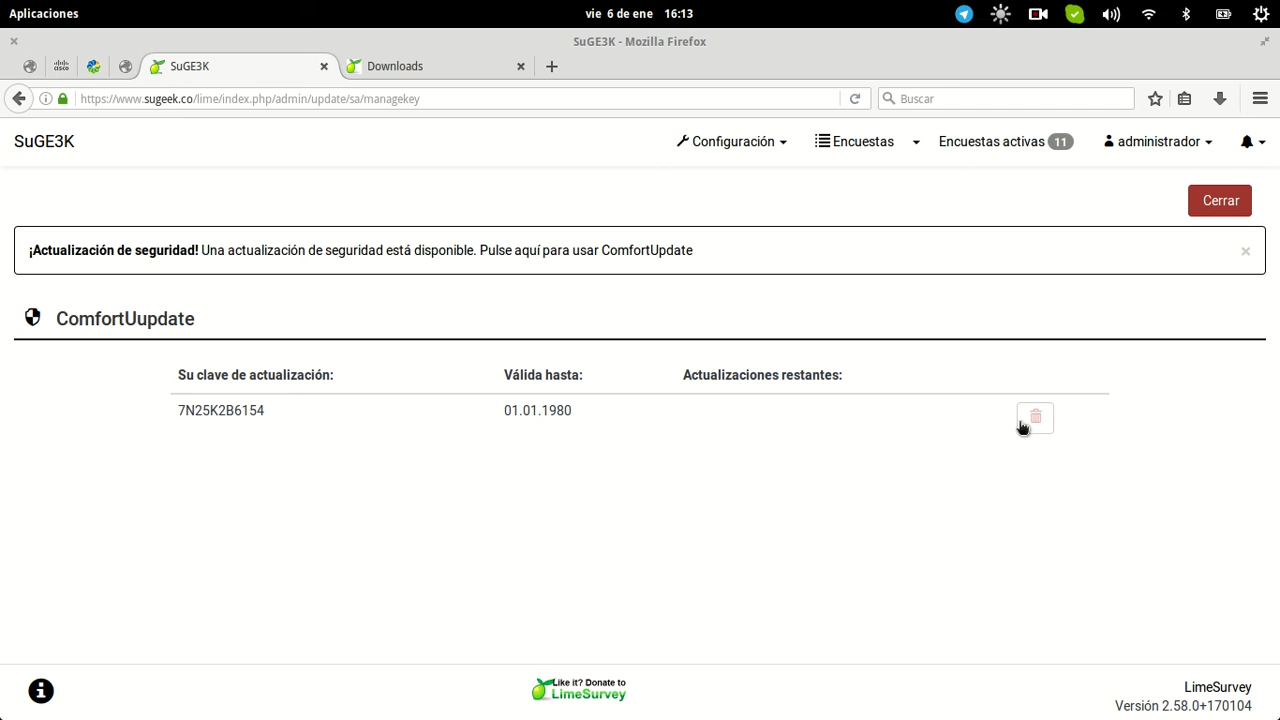 Aplicaciones
vie 6 de ene 16:13
SuGE3K - Mozilla Firefox
SuGE3K
Downloads
https://www.sugeek.co/lime/index.php/admin/update/sa/managekey
Buscar
SuGE3K
Configuración
Encuestas
Encuestas activas 11
administrador
Cerrar
¡Actualización de seguridad! Una actualización de seguridad está disponible. Pulse aquí para usar ComfortUpdate
ComfortUupdate
Su clave de actualización: Válida hasta: Actualizaciones restantes:
7N25K2B6154 01.01.1980
Like it? Donate to
LimeSurvey
LimeSurvey
Versión 2.58.0+170104